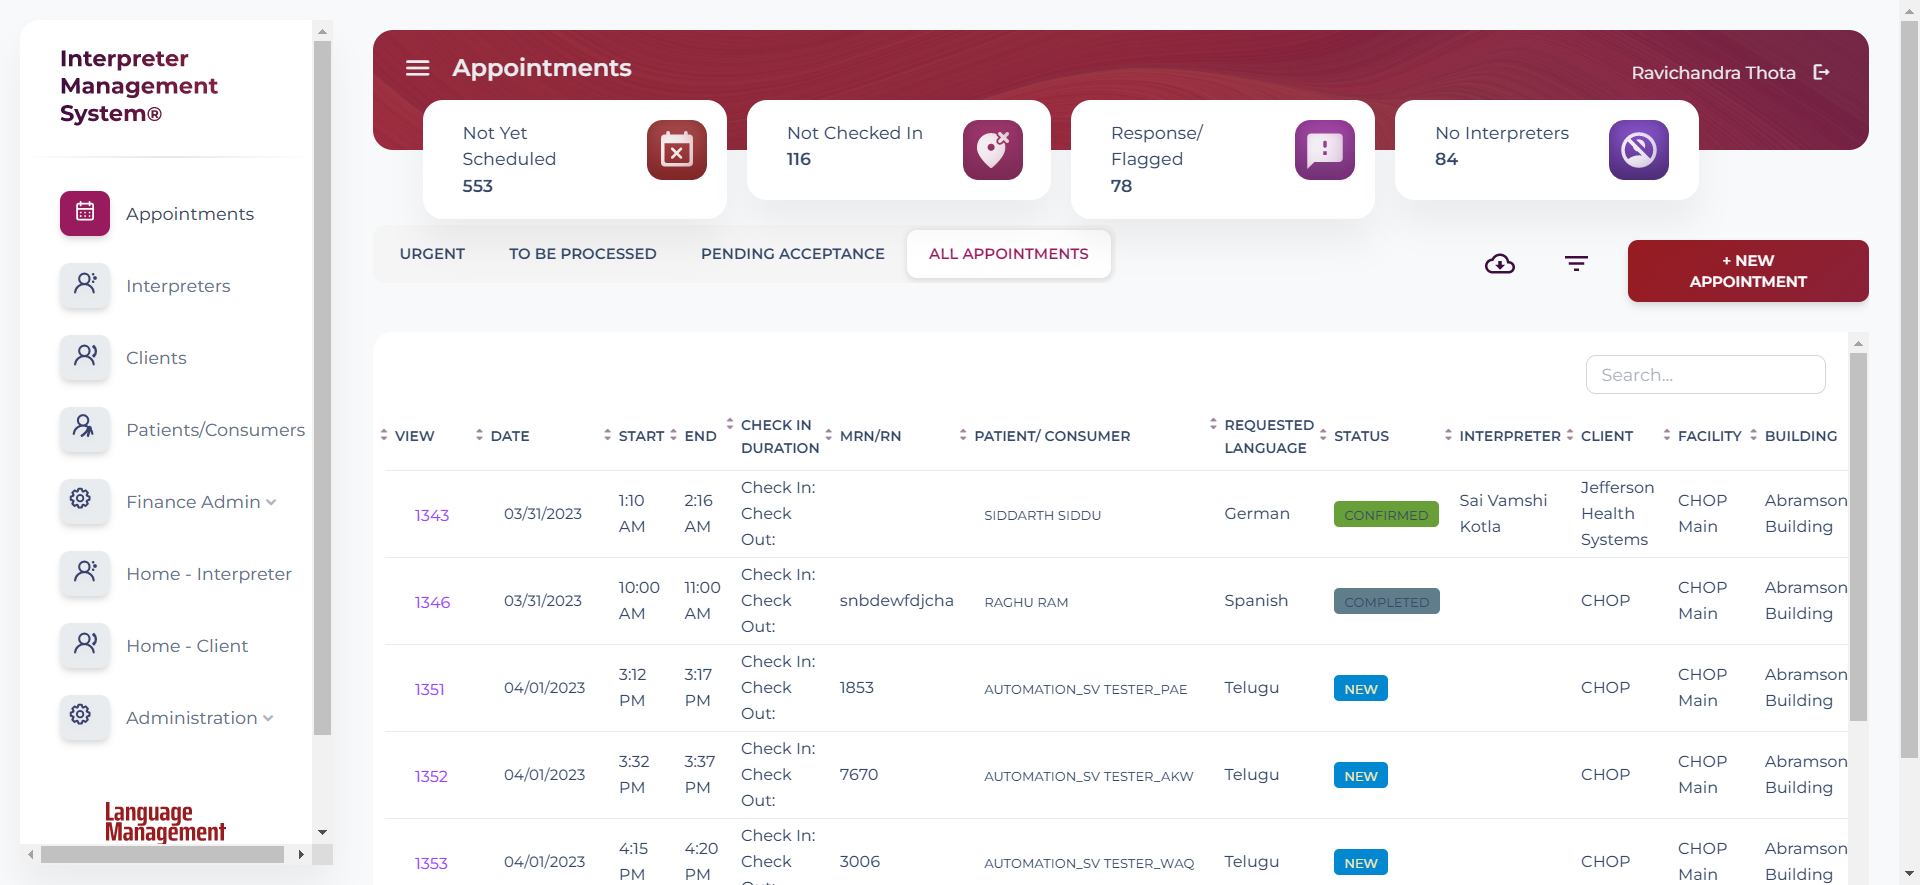 Interpreter
Management
System®
Appointments
Interpreters
Clients
Patients/Consumers
Finance Admin
Home - Interpreter
Home - Client
Administration
Language
Management
Appointments
Ravichandra Thota
Not Yet
Scheduled
553
Not Checked In
116
Response/
Flagged
78
No Interpreters
84
URGENT TO BE PROCESSED PENDING ACCEPTANCE ALL APPOINTMENTS
+ NEW
APPOINTMENT
Search...
VIEW DATE START END CHECK IN DURATION MRN/RN PATIENT/ CONSUMER REQUESTED LANGUAGE STATUS INTERPRETER CLIENT FACILITY BUILDING
1343 03/31/2023 1:10 AM 2:16 AM Check In: Check Out: SIDDARTH SIDDU German CONFIRMED Sai Vamshi Kotla Jefferson Health Systems CHOP Main Abramson Building
1346 03/31/2023 10:00 AM 11:00 AM Check In: Check Out: snbdewfdjcha RAGHU RAM Spanish COMPLETED CHOP CHOP Main Abramson Building
1351 04/01/2023 3:12 PM 3:17 PM Check In: Check Out: 1853 AUTOMATION_SV TESTER_PAE Telugu NEW CHOP CHOP Main Abramson Building
1352 04/01/2023 3:32 PM 3:37 PM Check In: Check Out: 7670 AUTOMATION_SV TESTER_AKW Telugu NEW CHOP CHOP Main Abramson Building
1353 04/01/2023 4:15 PM 4:20 PM Check In: Check 3006 AUTOMATION_SV TESTER_WAQ Telugu NEW CHOP CHOP Main Abramson Building